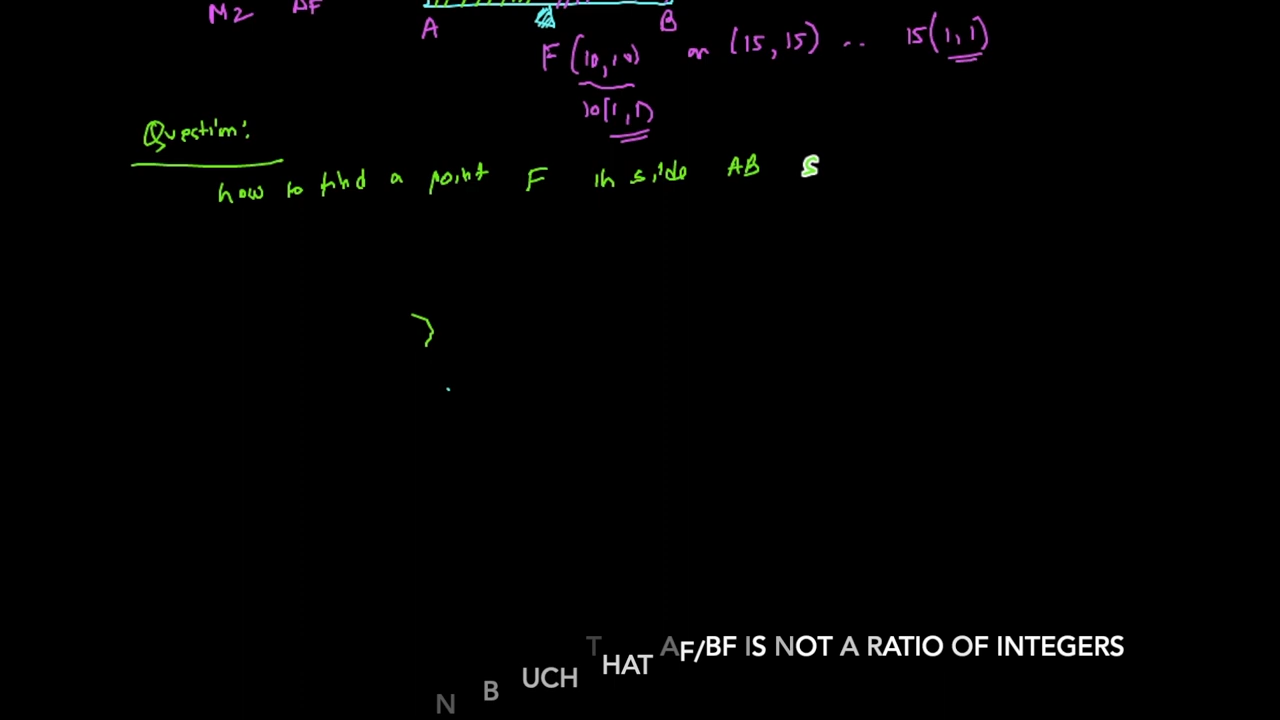 M2 AF
A B
F (10,10) or (15,15) .. 15(1,1)
10(1,1)
Question:
how to find a point F in side AB S
T AF/BF IS NOT A RATIO OF INTEGERS
N B UCH HAT